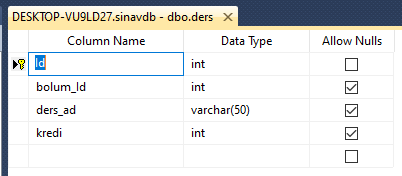 DESKTOP-VU9LD27.sinavdb - dbo.ders
Column Name Data Type Allow Nulls
Id int
bolum_Id int
ders_ad varchar(50)
kredi int